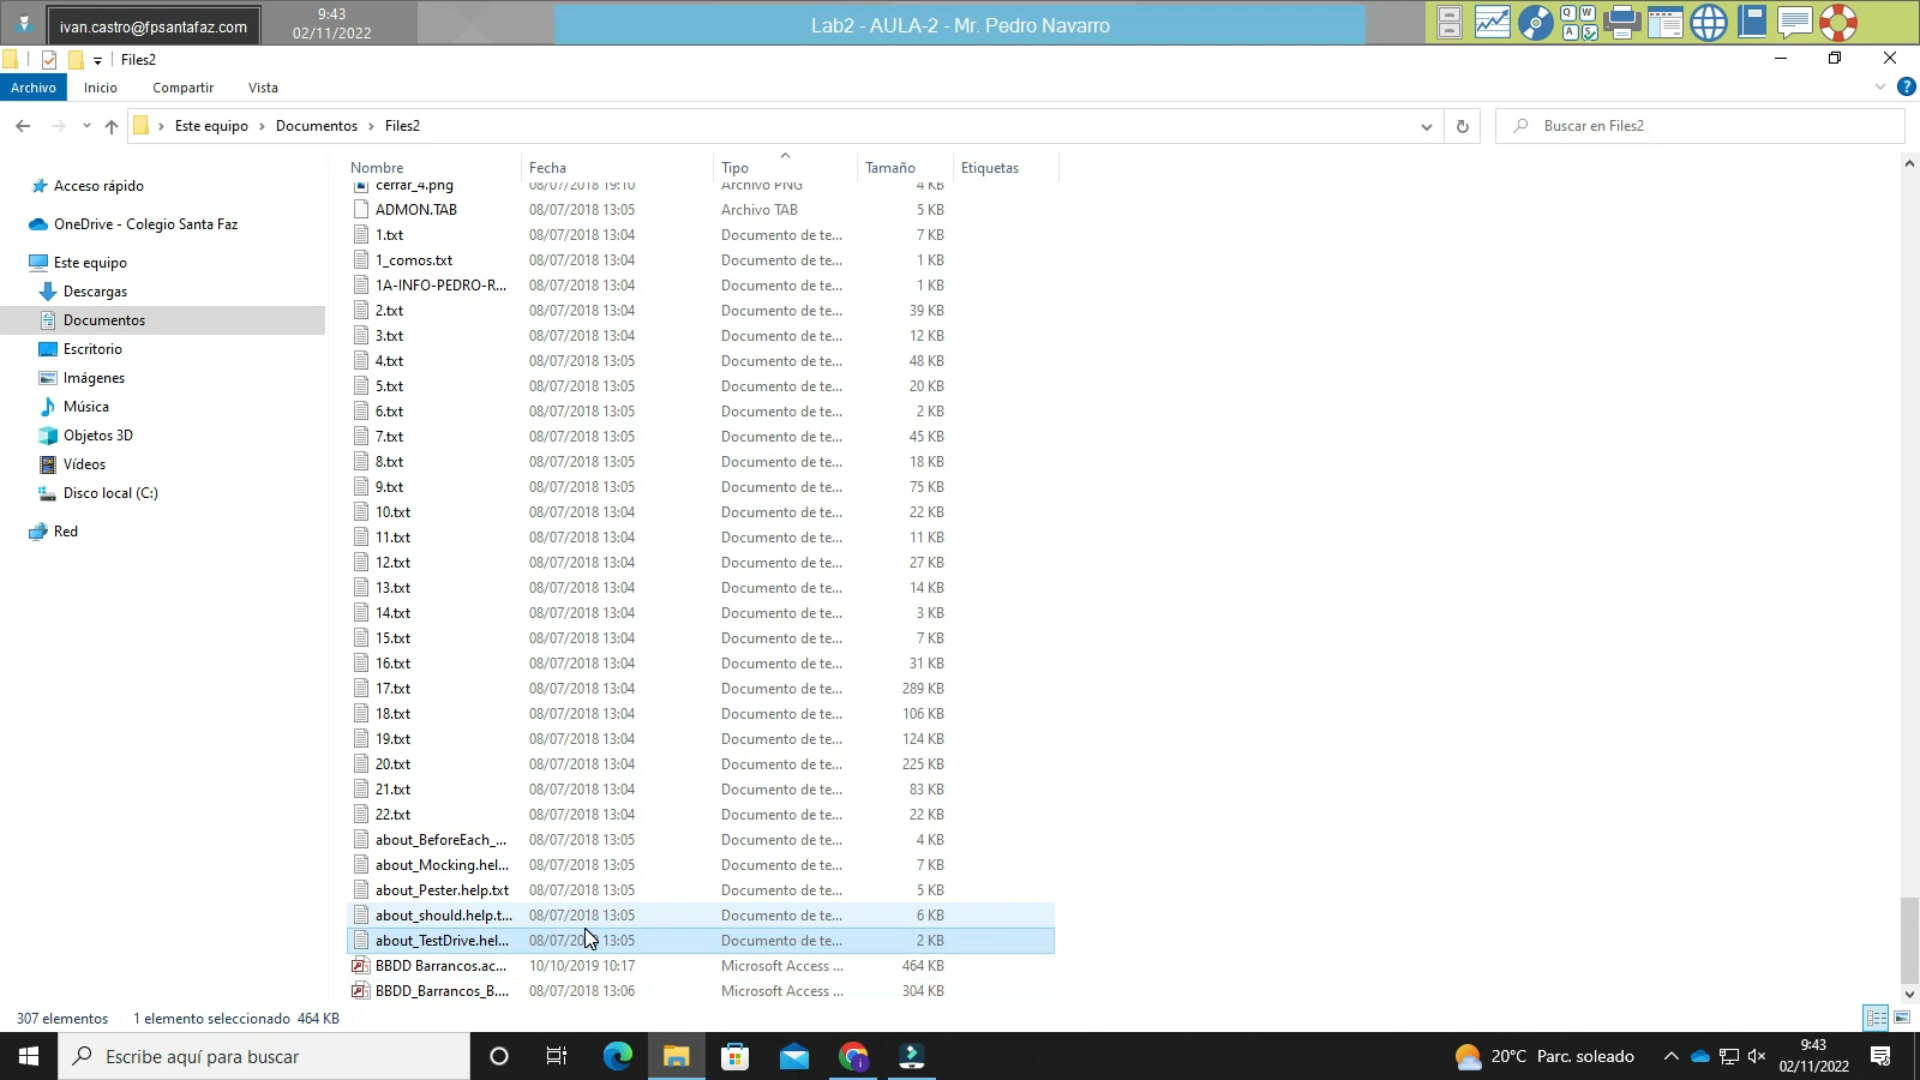 ivan.castro@fpsantafaz.com
9:43
02/11/2022
Lab2 - AULA-2 - Mr. Pedro Navarro
Q W
A S
Files2
Archivo Inicio Compartir Vista
Este equipo Documentos Files2
Buscar en Files2
Acceso rápido
OneDrive - Colegio Santa Faz
Este equipo
Descargas
Documentos
Escritorio
Imágenes
Música
Objetos 3D
Vídeos
Disco local (C:)
Red
Nombre Fecha Tipo Tamaño Etiquetas
cerrar_4.png 08/07/2018 19:10 Archivo PNG 4 KB
ADMON.TAB 08/07/2018 13:05 Archivo TAB 5 KB
1.txt 08/07/2018 13:04 Documento de te... 7 KB
1_comos.txt 08/07/2018 13:04 Documento de te... 1 KB
1A-INFO-PEDRO-R... 08/07/2018 13:04 Documento de te... 1 KB
2.txt 08/07/2018 13:04 Documento de te... 39 KB
3.txt 08/07/2018 13:04 Documento de te... 12 KB
4.txt 08/07/2018 13:05 Documento de te... 48 KB
5.txt 08/07/2018 13:05 Documento de te... 20 KB
6.txt 08/07/2018 13:05 Documento de te... 2 KB
7.txt 08/07/2018 13:05 Documento de te... 45 KB
8.txt 08/07/2018 13:05 Documento de te... 18 KB
9.txt 08/07/2018 13:05 Documento de te... 75 KB
10.txt 08/07/2018 13:04 Documento de te... 22 KB
11.txt 08/07/2018 13:04 Documento de te... 11 KB
12.txt 08/07/2018 13:04 Documento de te... 27 KB
13.txt 08/07/2018 13:04 Documento de te... 14 KB
14.txt 08/07/2018 13:04 Documento de te... 3 KB
15.txt 08/07/2018 13:04 Documento de te... 7 KB
16.txt 08/07/2018 13:04 Documento de te... 31 KB
17.txt 08/07/2018 13:04 Documento de te... 289 KB
18.txt 08/07/2018 13:04 Documento de te... 106 KB
19.txt 08/07/2018 13:04 Documento de te... 124 KB
20.txt 08/07/2018 13:04 Documento de te... 225 KB
21.txt 08/07/2018 13:04 Documento de te... 83 KB
22.txt 08/07/2018 13:04 Documento de te... 22 KB
about_BeforeEach_... 08/07/2018 13:05 Documento de te... 4 KB
about_Mocking.hel... 08/07/2018 13:05 Documento de te... 7 KB
about_Pester.help.txt 08/07/2018 13:05 Documento de te... 5 KB
about_should.help.t... 08/07/2018 13:05 Documento de te... 6 KB
about_TestDrive.hel... 08/07/2018 13:05 Documento de te... 2 KB
BBDD Barrancos.ac... 10/10/2019 10:17 Microsoft Access ... 464 KB
BBDD_Barrancos_B.... 08/07/2018 13:06 Microsoft Access ... 304 KB
307 elementos 1 elemento seleccionado 464 KB
Escribe aquí para buscar
20°C Parc. soleado
9:43
02/11/2022